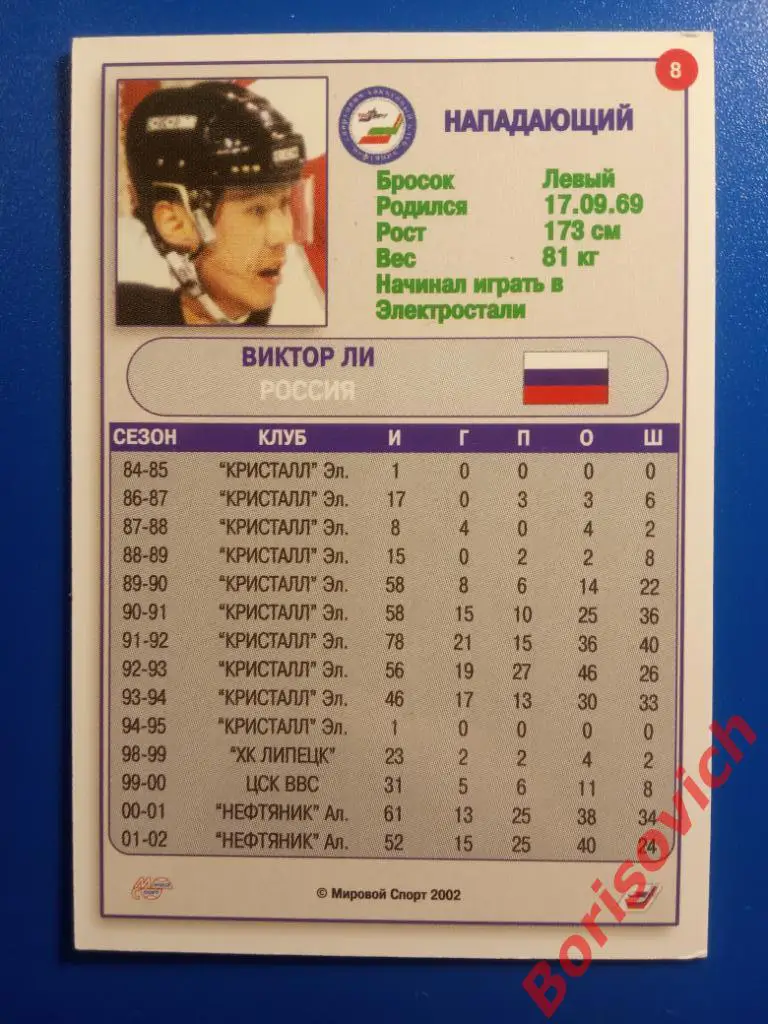 8
НАПАДАЮЩИЙ
Бросок Левый
Родился 17.09.69
Рост 173 см
Вес 81 кг
Начинал играть в
Электростали
ВИКТОР ЛИ
РОССИЯ
СЕЗОН КЛУБ И Г П О Ш
84-85 "КРИСТАЛЛ" Эл. 1 0 0 0 0
86-87 "КРИСТАЛЛ" Эл. 17 0 3 3 6
87-88 "КРИСТАЛЛ" Эл. 8 4 0 4 2
88-89 "КРИСТАЛЛ" Эл. 15 0 2 2 8
89-90 "КРИСТАЛЛ" Эл. 58 8 6 14 22
90-91 "КРИСТАЛЛ" Эл. 58 15 10 25 36
91-92 "КРИСТАЛЛ" Эл. 78 21 15 36 40
92-93 "КРИСТАЛЛ" Эл. 56 19 27 46 26
93-94 "КРИСТАЛЛ" Эл. 46 17 13 30 33
94-95 "КРИСТАЛЛ" Эл. 1 0 0 0 0
98-99 "ХК ЛИПЕЦК" 23 2 2 4 2
99-00 ЦСК ВВС 31 5 6 11 8
00-01 "НЕФТЯНИК" Ал. 61 13 25 38 34
01-02 "НЕФТЯНИК" Ал. 52 15 25 40 24
© Мировой Спорт 2002
Borisovich